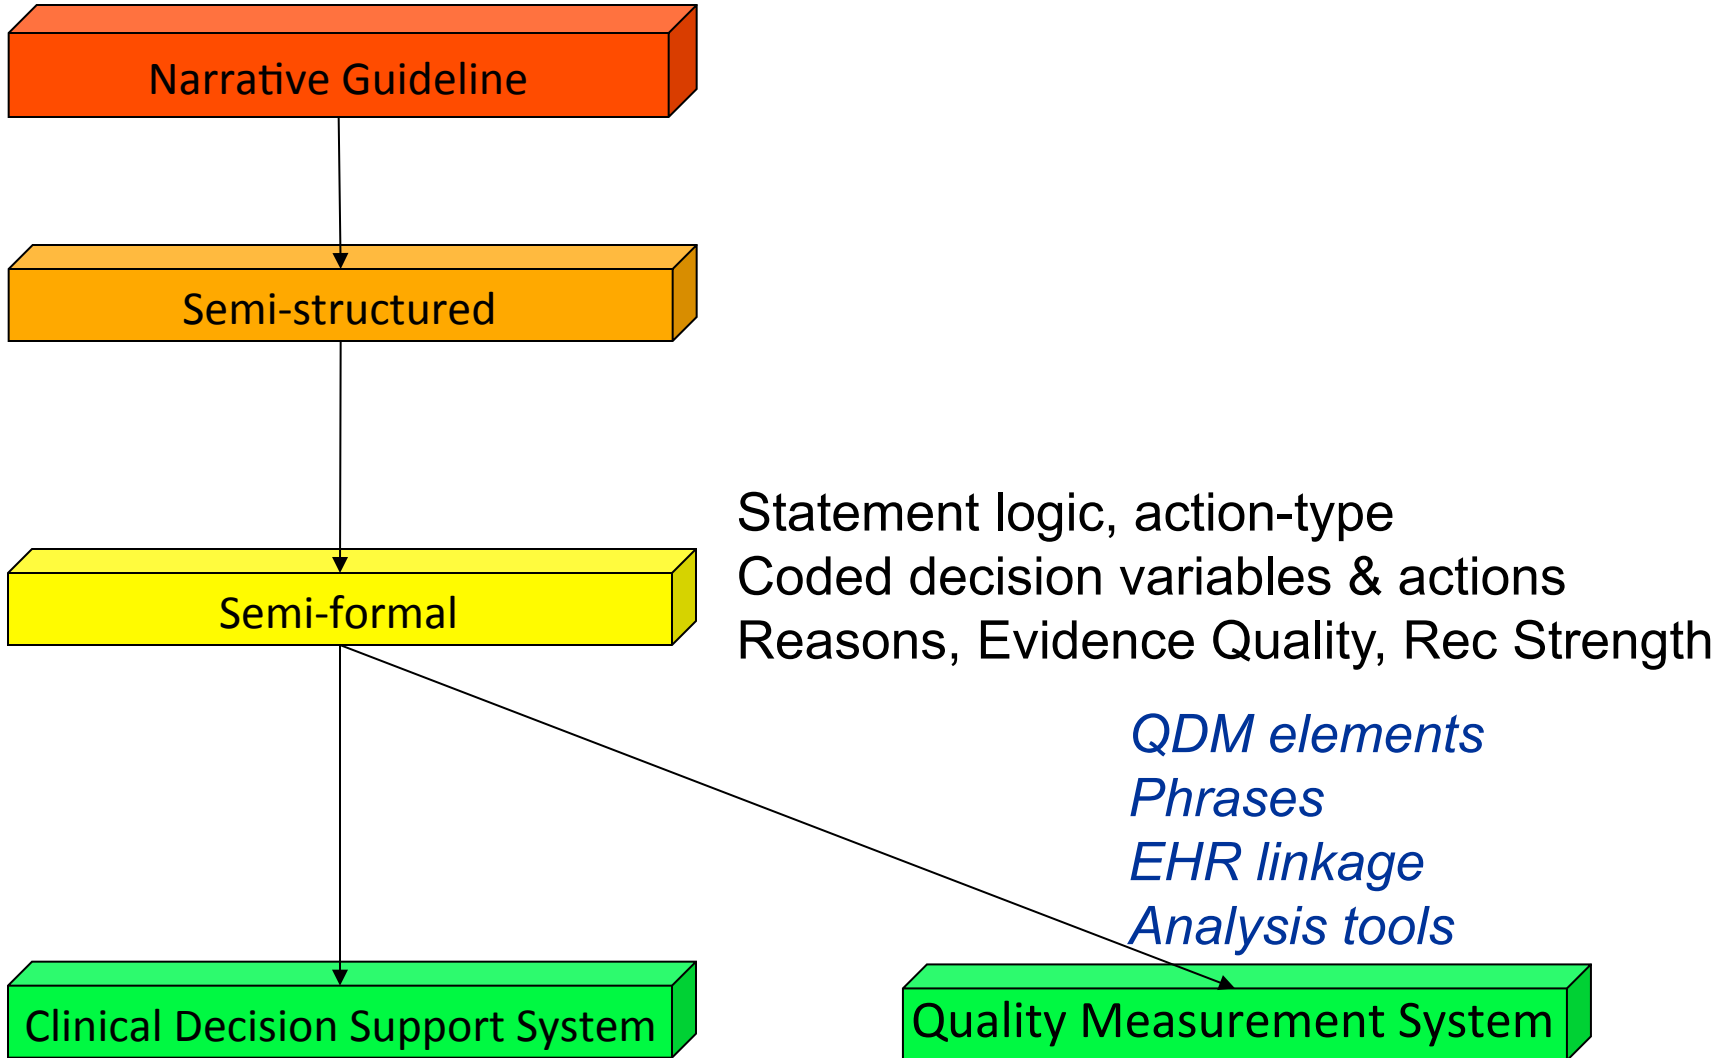 Narrative Guideline
Semi-structured
Statement logic, action-type
Coded decision variables & actions
Semi-formal
Reasons, Evidence Quality, Rec Strength
QDM elements
Phrases
EHR linkage
Analysis tools
Clinical Decision Support System
Quality Measurement System